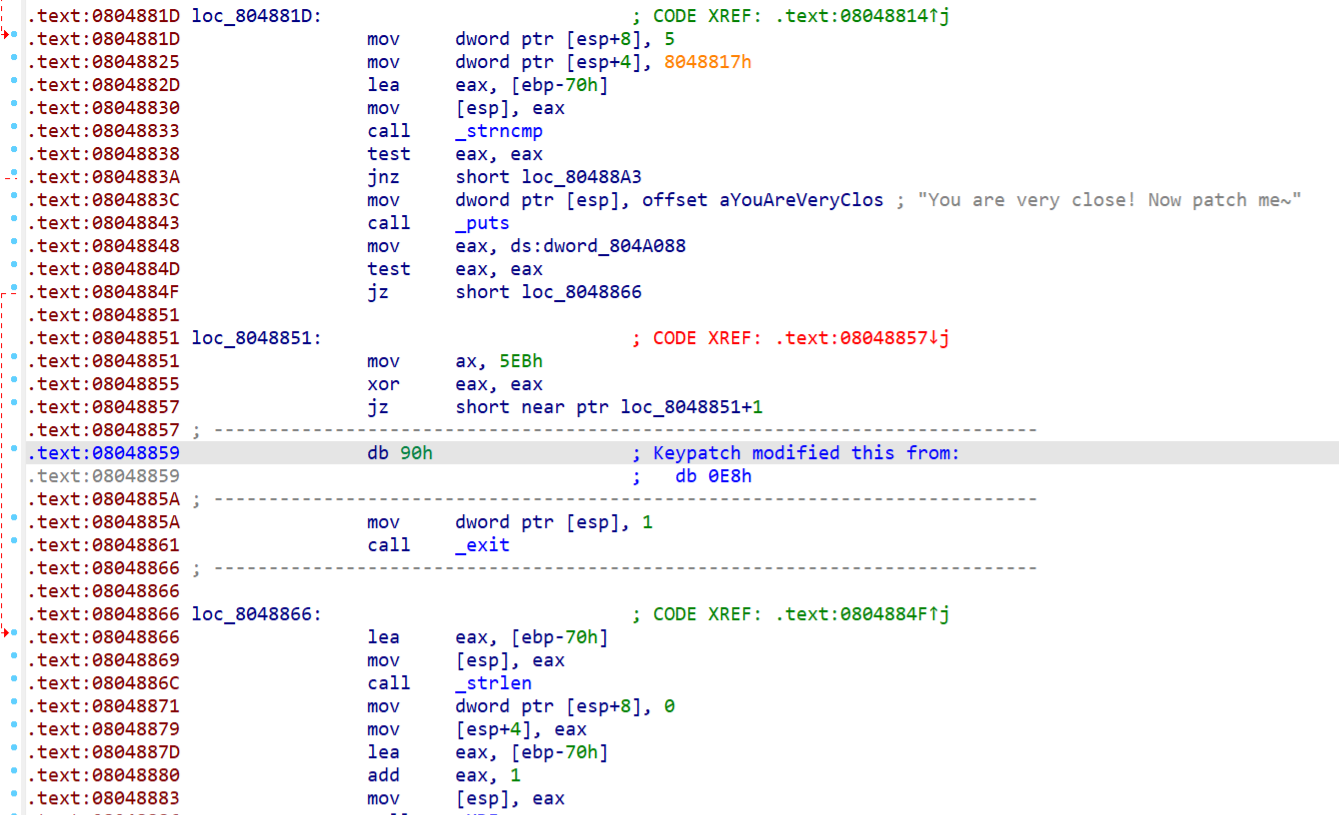 .text:0804881D loc_804881D: ; CODE XREF: .text:08048814↑j
.text:0804881D mov dword ptr [esp+8], 5
.text:08048825 mov dword ptr [esp+4], 8048817h
.text:0804882D lea eax, [ebp-70h]
.text:08048830 mov [esp], eax
.text:08048833 call _strncmp
.text:08048838 test eax, eax
.text:0804883A jnz short loc_80488A3
.text:0804883C mov dword ptr [esp], offset aYouAreVeryClos ; "You are very close! Now patch me~"
.text:08048843 call _puts
.text:08048848 mov eax, ds:dword_804A088
.text:0804884D test eax, eax
.text:0804884F jz short loc_8048866
.text:08048851
.text:08048851 loc_8048851: ; CODE XREF: .text:08048857↓j
.text:08048851 mov ax, 5EBh
.text:08048855 xor eax, eax
.text:08048857 jz short near ptr loc_8048851+1
.text:08048857 ; ---------------------------------------------------------------------------
.text:08048859 db 90h ; Keypatch modified this from:
.text:08048859 ; db 0E8h
.text:0804885A ; ---------------------------------------------------------------------------
.text:0804885A mov dword ptr [esp], 1
.text:08048861 call _exit
.text:08048866 ; ---------------------------------------------------------------------------
.text:08048866
.text:08048866 loc_8048866: ; CODE XREF: .text:0804884F↑j
.text:08048866 lea eax, [ebp-70h]
.text:08048869 mov [esp], eax
.text:0804886C call _strlen
.text:08048871 mov dword ptr [esp+8], 0
.text:08048879 mov [esp+4], eax
.text:0804887D lea eax, [ebp-70h]
.text:08048880 add eax, 1
.text:08048883 mov [esp], eax